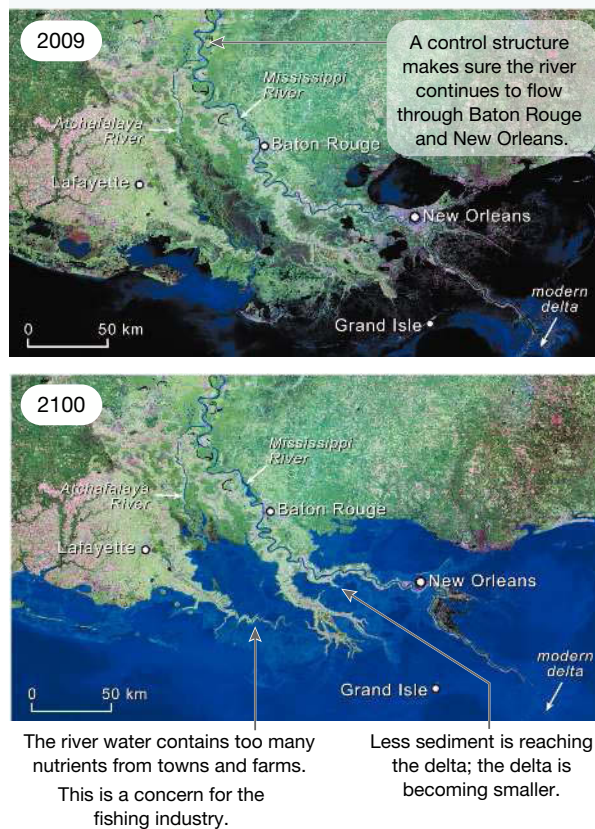 2009
A control structure
makes sure the river
continues to flow
through Baton Rouge
and New Orleans.
Mississippi
River
Atchafalaya
River
Baton Rouge
Lafayette
New Orleans
modern
delta
0 50 km
Grand Isle
2100
Mississippi
River
Atchafalaya
River
Baton Rouge
Lafayette
New Orleans
modern
delta
0 50 km
Grand Isle
The river water contains too many
nutrients from towns and farms.
This is a concern for the
fishing industry.
Less sediment is reaching
the delta; the delta is
becoming smaller.